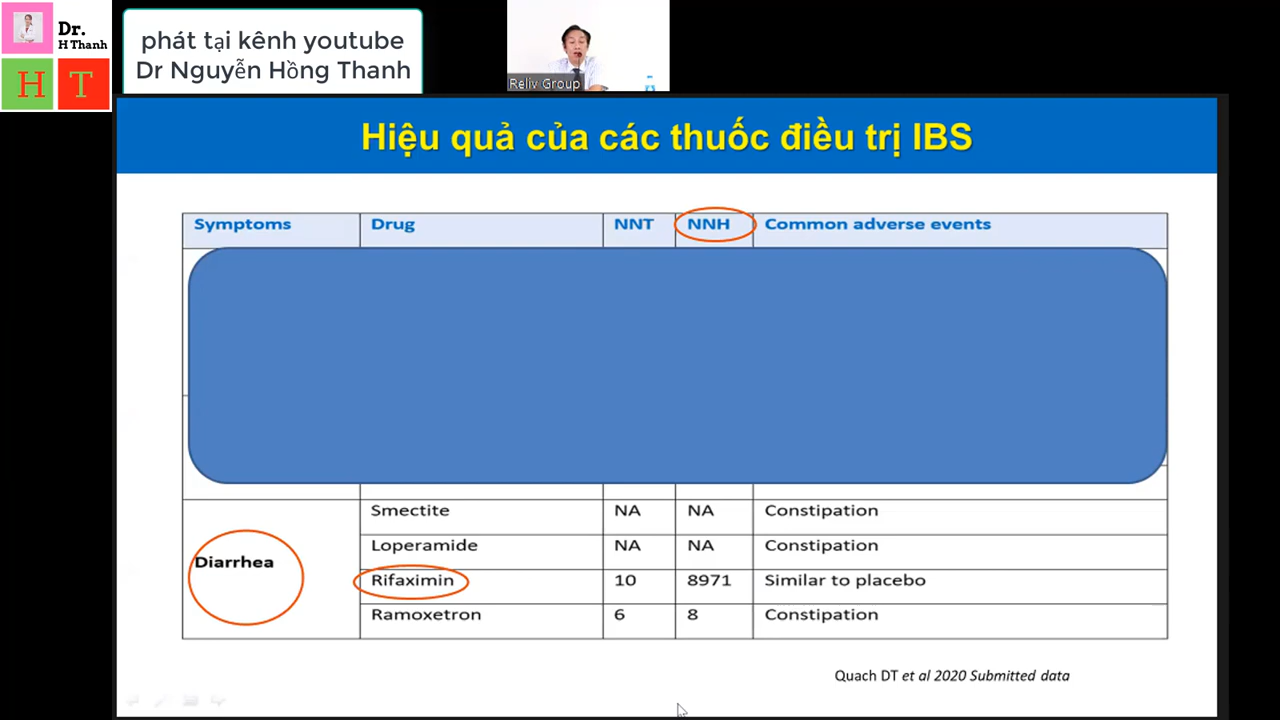 Dr.
H Thanh
H T
phát tại kênh youtube
Dr Nguyễn Hồng Thanh
Reliv Group
Hiệu quả của các thuốc điều trị IBS
Symptoms Drug NNT NNH Common adverse events
Diarrhea
Smectite NA NA Constipation
Loperamide NA NA Constipation
Rifaximin 10 8971 Similar to placebo
Ramoxetron 6 8 Constipation
Quach DT et al 2020 Submitted data